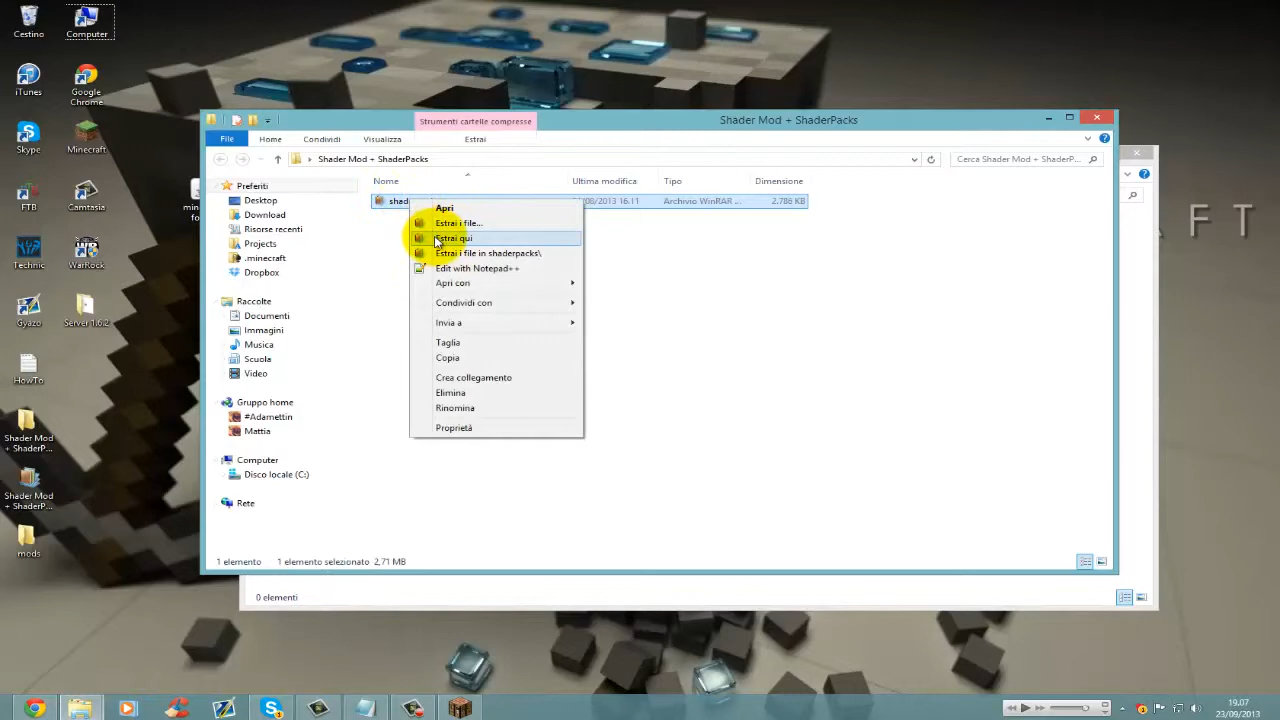 Cestino
Computer
iTunes
Google
Chrome
Skype
Minecraft
FTB
Camtasia
Technic
WarRock
Gyazo
Server 1.6.2
HowTo
Shader Mod
+ ShaderP...
Shader Mod
+ ShaderP...
mods
Strumenti cartelle compresse
Shader Mod + ShaderPacks
File
Home
Condividi
Visualizza
Estrai
Shader Mod + ShaderPacks
Cerca Shader Mod + ShaderP...
Nome
Ultima modifica
Tipo
Dimensione
/08/2013 16.11
Archivio WinRAR ...
2.786 KB
Preferiti
Desktop
Download
Risorse recenti
Projects
.minecraft
Dropbox
Raccolte
Documenti
Immagini
Musica
Scuola
Video
Gruppo home
#Adamettin
Mattia
Computer
Disco locale (C:)
Rete
Apri
Estrai i file...
Estrai qui
Estrai i file in shaderpacks\
Edit with Notepad++
Apri con
Condividi con
Invia a
Taglia
Copia
Crea collegamento
Elimina
Rinomina
Proprietà
1 elemento
1 elemento selezionato 2,71 MB
0 elementi
F T
19.07
23/09/2013